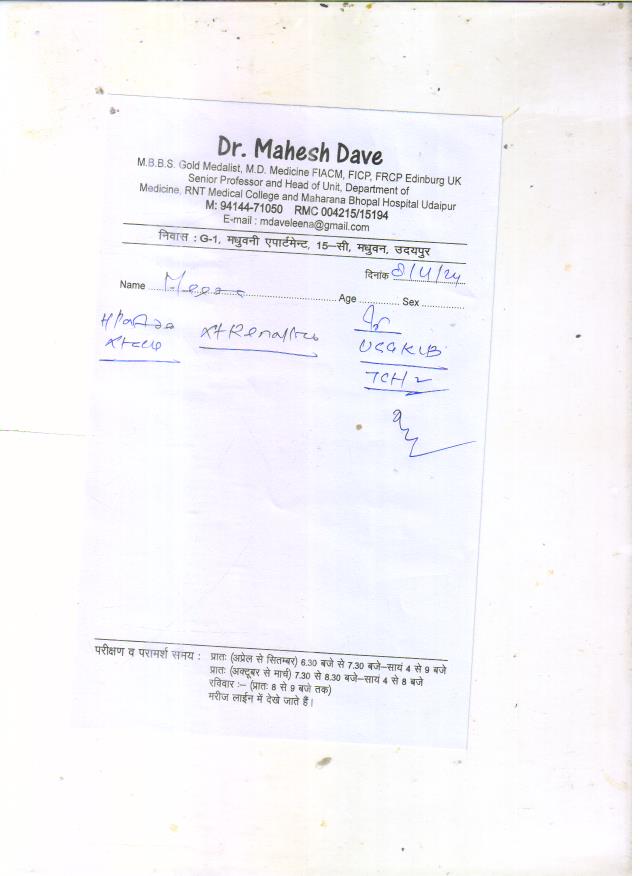 Dr. Mahesh Dave
M.B.B.S. Gold Medalist, M.D. Medicine FIACM, FICP, FRCP Edinburg UK
Senior Professor and Head of Unit, Department of
Medicine, RNT Medical College and Maharana Bhopal Hospital Udaipur
M: 94144-71050 RMC 004215/15194
E-mail : mdaveleena@gmail.com
निवास : G-1, मधुवनी एपार्टमेन्ट, 15–सी, मधुवन, उदयपुर
दिनांक
Name ........ Age ............ Sex ............
USG KUB
परीक्षण व परामर्श समय : प्रातः (अप्रेल से सितम्बर) 6.30 बजे से 7.30 बजे–सायं 4 से 9 बजे
प्रातः (अक्टूबर से मार्च) 7.30 से 8.30 बजे–सायं 4 से 8 बजे
रविवार :– (प्रातः 8 से 9 बजे तक)
मरीज लाईन में देखे जाते हैं।